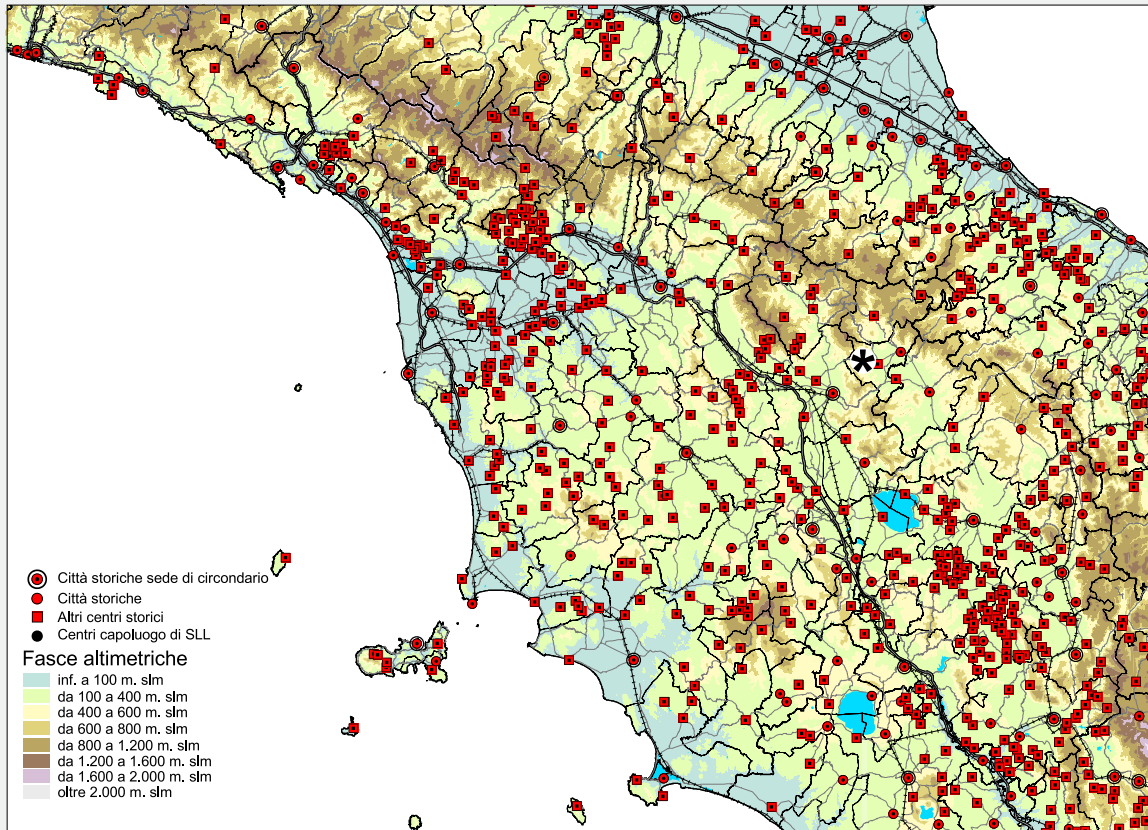 *
Città storiche sede di circondario
Città storiche
Altri centri storici
Centri capoluogo di SLL
Fasce altimetriche
inf. a 100 m. slm
da 100 a 400 m. slm
da 400 a 600 m. slm
da 600 a 800 m. slm
da 800 a 1.200 m. slm
da 1.200 a 1.600 m. slm
da 1.600 a 2.000 m. slm
oltre 2.000 m. slm